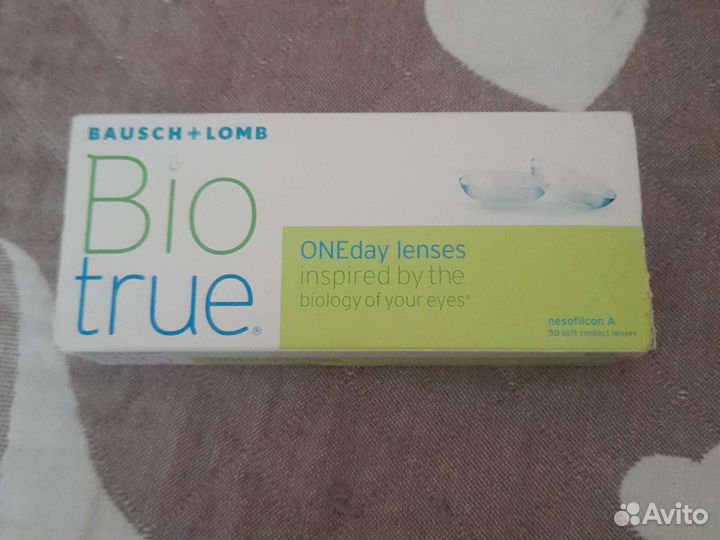 BAUSCH + LOMB
Bio
true®
ONEday lenses
inspired by the
biology of your eyes®
nesofilcon A
30 soft contact lenses
Avito